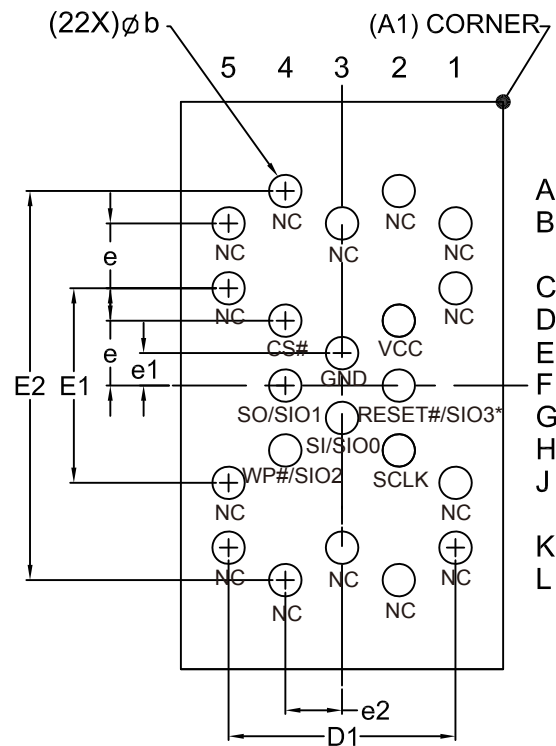 (22X)⌀b
(A1) CORNER
5 4 3 2 1
A
NC NC
B
NC NC NC
e
C
NC NC
D
CS# VCC
E
GND
e
e1
E2 E1
F
SO/SIO1 RESET#/SIO3*
G
SI/SIO0
H
WP#/SIO2 SCLK
J
NC NC
K
NC NC NC
L
NC NC
e2
D1